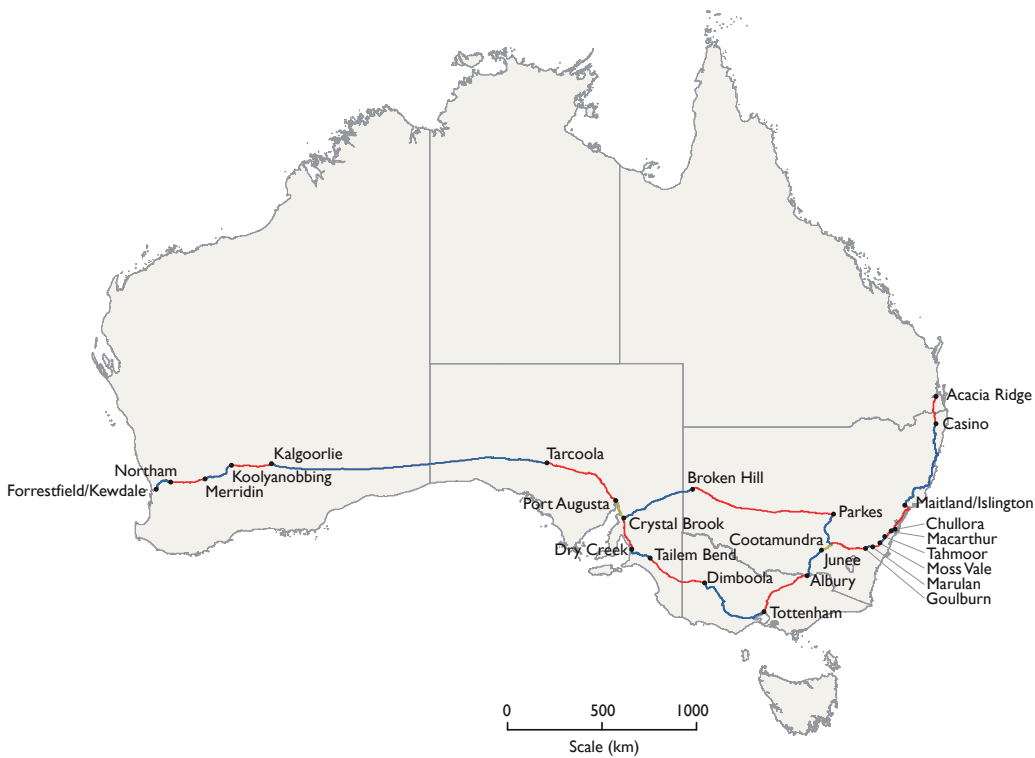 Acacia Ridge
Casino
Kalgoorlie
Tarcoola
Northam
Koolyanobbing
Broken Hill
Forrestfield/Kewdale
Merridin
Port Augusta
Maitland/Islington
Parkes
Crystal Brook
Chullora
Cootamundra
Macarthur
Dry Creek
Tailem Bend
Junee
Tahmoor
Moss Vale
Dimboola
Albury
Marulan
Goulburn
Tottenham
0 500 1000
Scale (km)